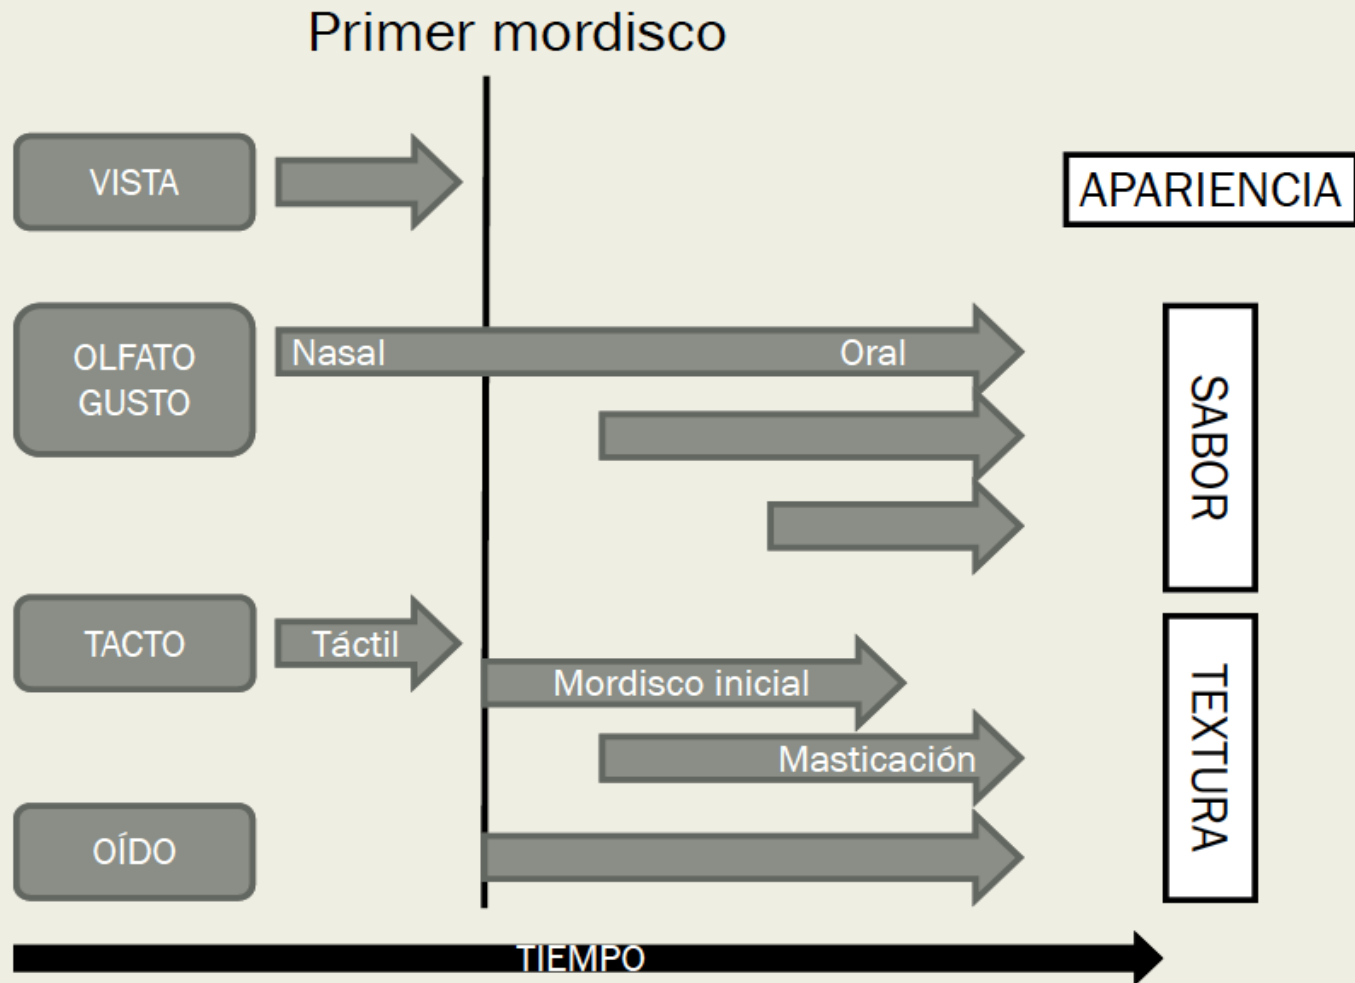 Primer mordisco
VISTA
APARIENCIA
OLFATO
GUSTO
Nasal
Oral
SABOR
TACTO
Táctil
Mordisco inicial
Masticación
TEXTURA
OÍDO
TIEMPO